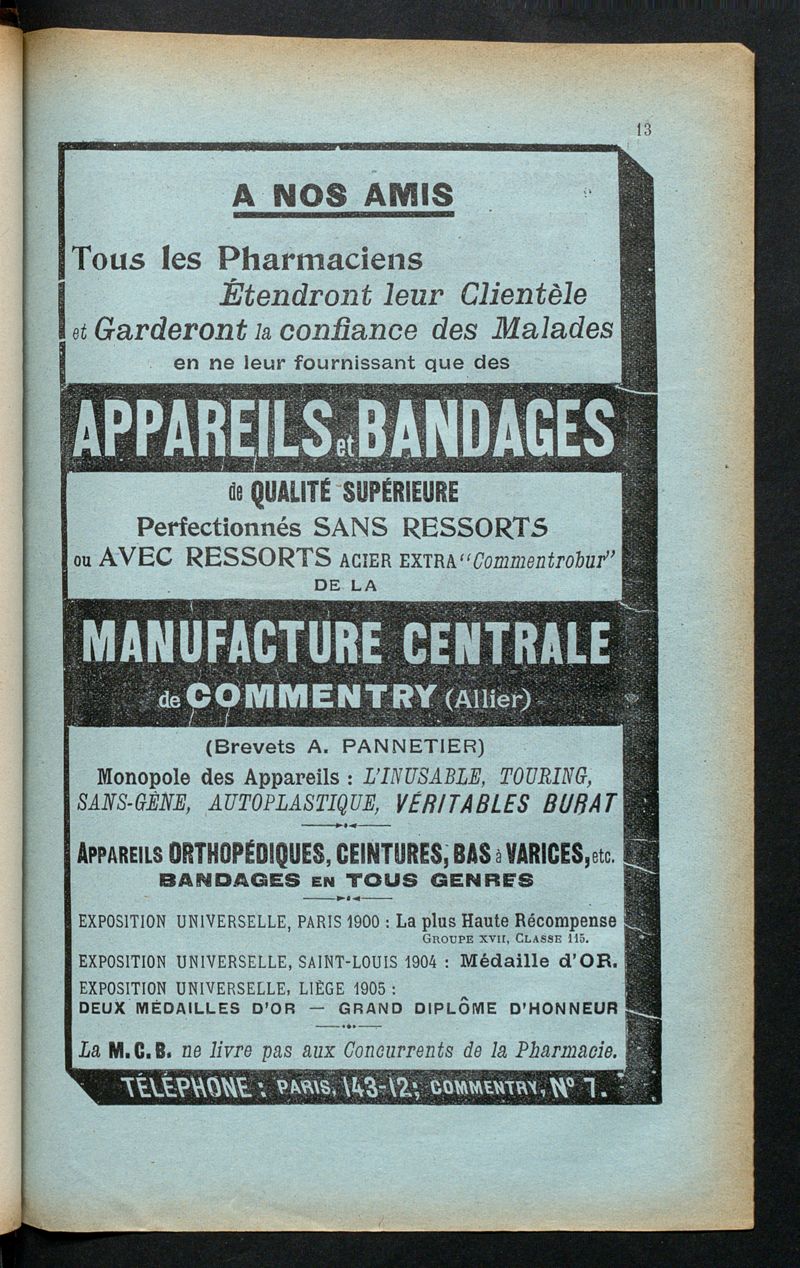 13
A NOS AMIS
Tous les Pharmaciens
Étendront leur Clientèle
et Garderont la confiance des Malades
en ne leur fournissant que des
APPAREILS et BANDAGES
de QUALITÉ SUPÉRIEURE
Perfectionnés SANS RESSORTS
ou AVEC RESSORTS ACIER EXTRA "Commentrobur"
DE LA
MANUFACTURE CENTRALE
de COMMENTRY (Allier)
(Brevets A. PANNETIER)
Monopole des Appareils : L'INUSABLE, TOURING,
SANS-GÊNE, AUTOPLASTIQUE, VÉRITABLES BURAT
APPAREILS ORTHOPÉDIQUES, CEINTURES, BAS à VARICES, etc.
BANDAGES EN TOUS GENRES
EXPOSITION UNIVERSELLE, PARIS 1900 : La plus Haute Récompense
GROUPE XVII, CLASSE 115.
EXPOSITION UNIVERSELLE, SAINT-LOUIS 1904 : Médaille d'OR.
EXPOSITION UNIVERSELLE, LIÈGE 1905 :
DEUX MÉDAILLES D'OR — GRAND DIPLÔME D'HONNEUR
La M.C.B. ne livre pas aux Concurrents de la Pharmacie.
TÉLÉPHONE : PARIS, 143-12; COMMENTRY, N° 7.